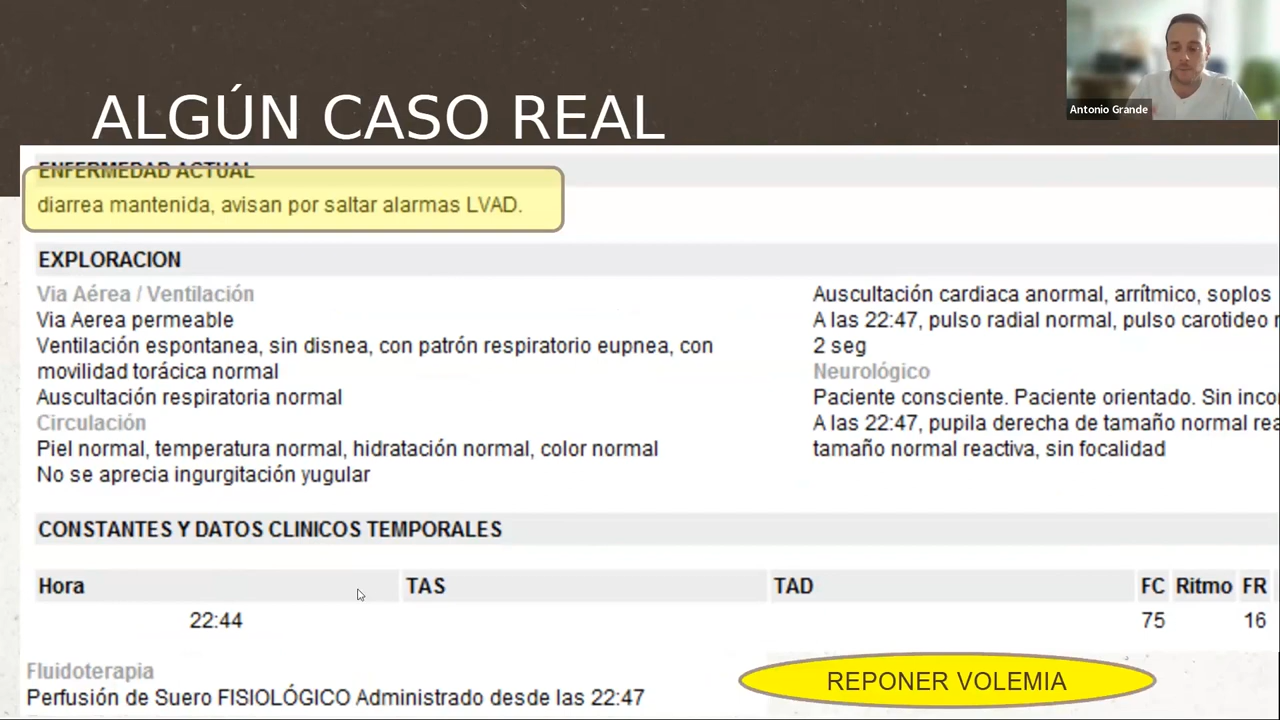 Antonio Grande
ALGÚN CASO REAL
ENFERMEDAD ACTUAL
diarrea mantenida, avisan por saltar alarmas LVAD.
EXPLORACION
Via Aérea / Ventilación
Via Aerea permeable
Ventilación espontanea, sin disnea, con patrón respiratorio eupnea, con
movilidad torácica normal
Auscultación respiratoria normal
Circulación
Piel normal, temperatura normal, hidratación normal, color normal
No se aprecia ingurgitación yugular
Auscultación cardiaca anormal, arrítmico, soplos
A las 22:47, pulso radial normal, pulso carotideo
2 seg
Neurológico
Paciente consciente. Paciente orientado. Sin
A las 22:47, pupila derecha de tamaño normal
tamaño normal reactiva, sin focalidad
CONSTANTES Y DATOS CLINICOS TEMPORALES
Hora TAS TAD FC Ritmo FR
22:44 75 16
Fluidoterapia
Perfusión de Suero FISIOLÓGICO Administrado desde las 22:47
REPONER VOLEMIA